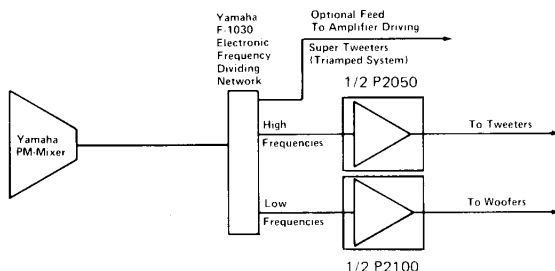 Yamaha
F-1030
Electronic
Frequency
Dividing
Network
Optional Feed
To Amplifier Driving
Super Tweeters
(Triamped System)
1/2 P2050
Yamaha
PM-Mixer
High
Frequencies
To Tweeters
Low
Frequencies
To Woofers
1/2 P2100